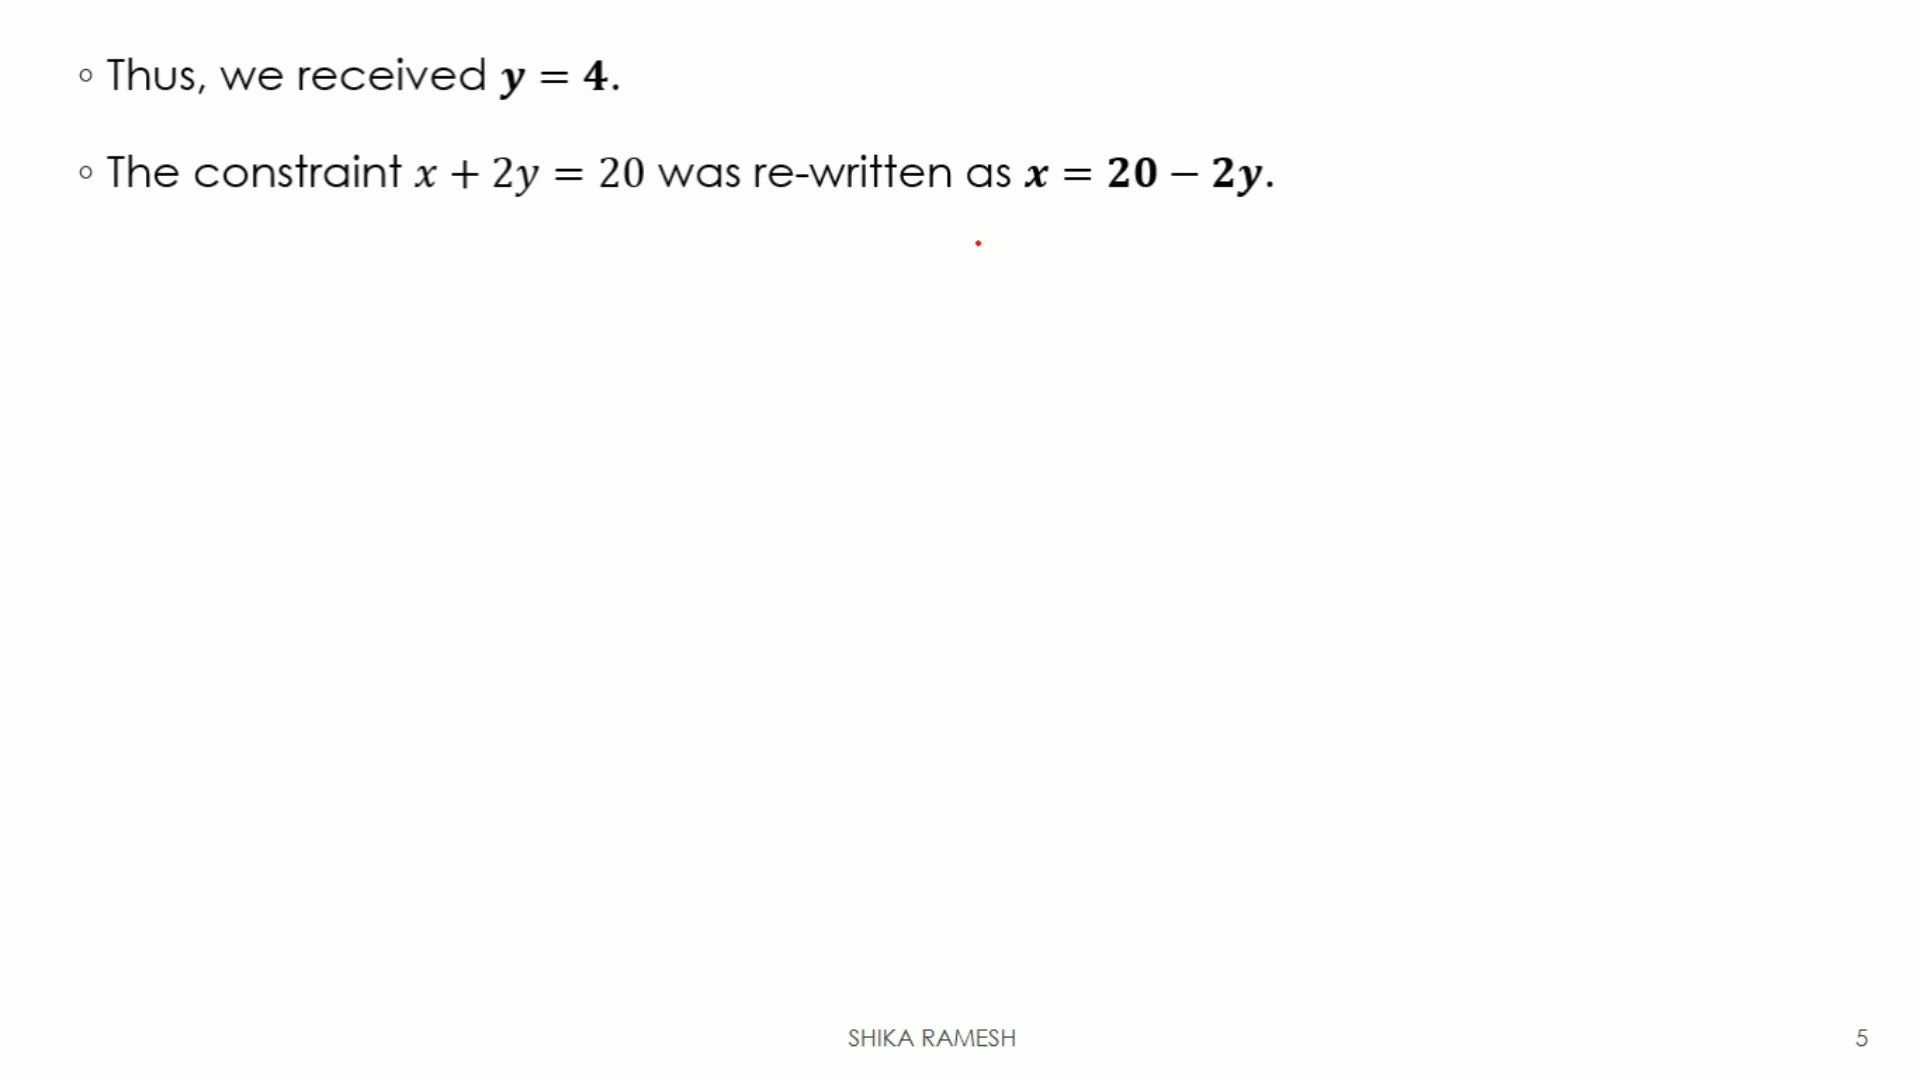 ◦ Thus, we received y = 4.
◦ The constraint x + 2y = 20 was re-written as x = 20 − 2y.
SHIKA RAMESH
5